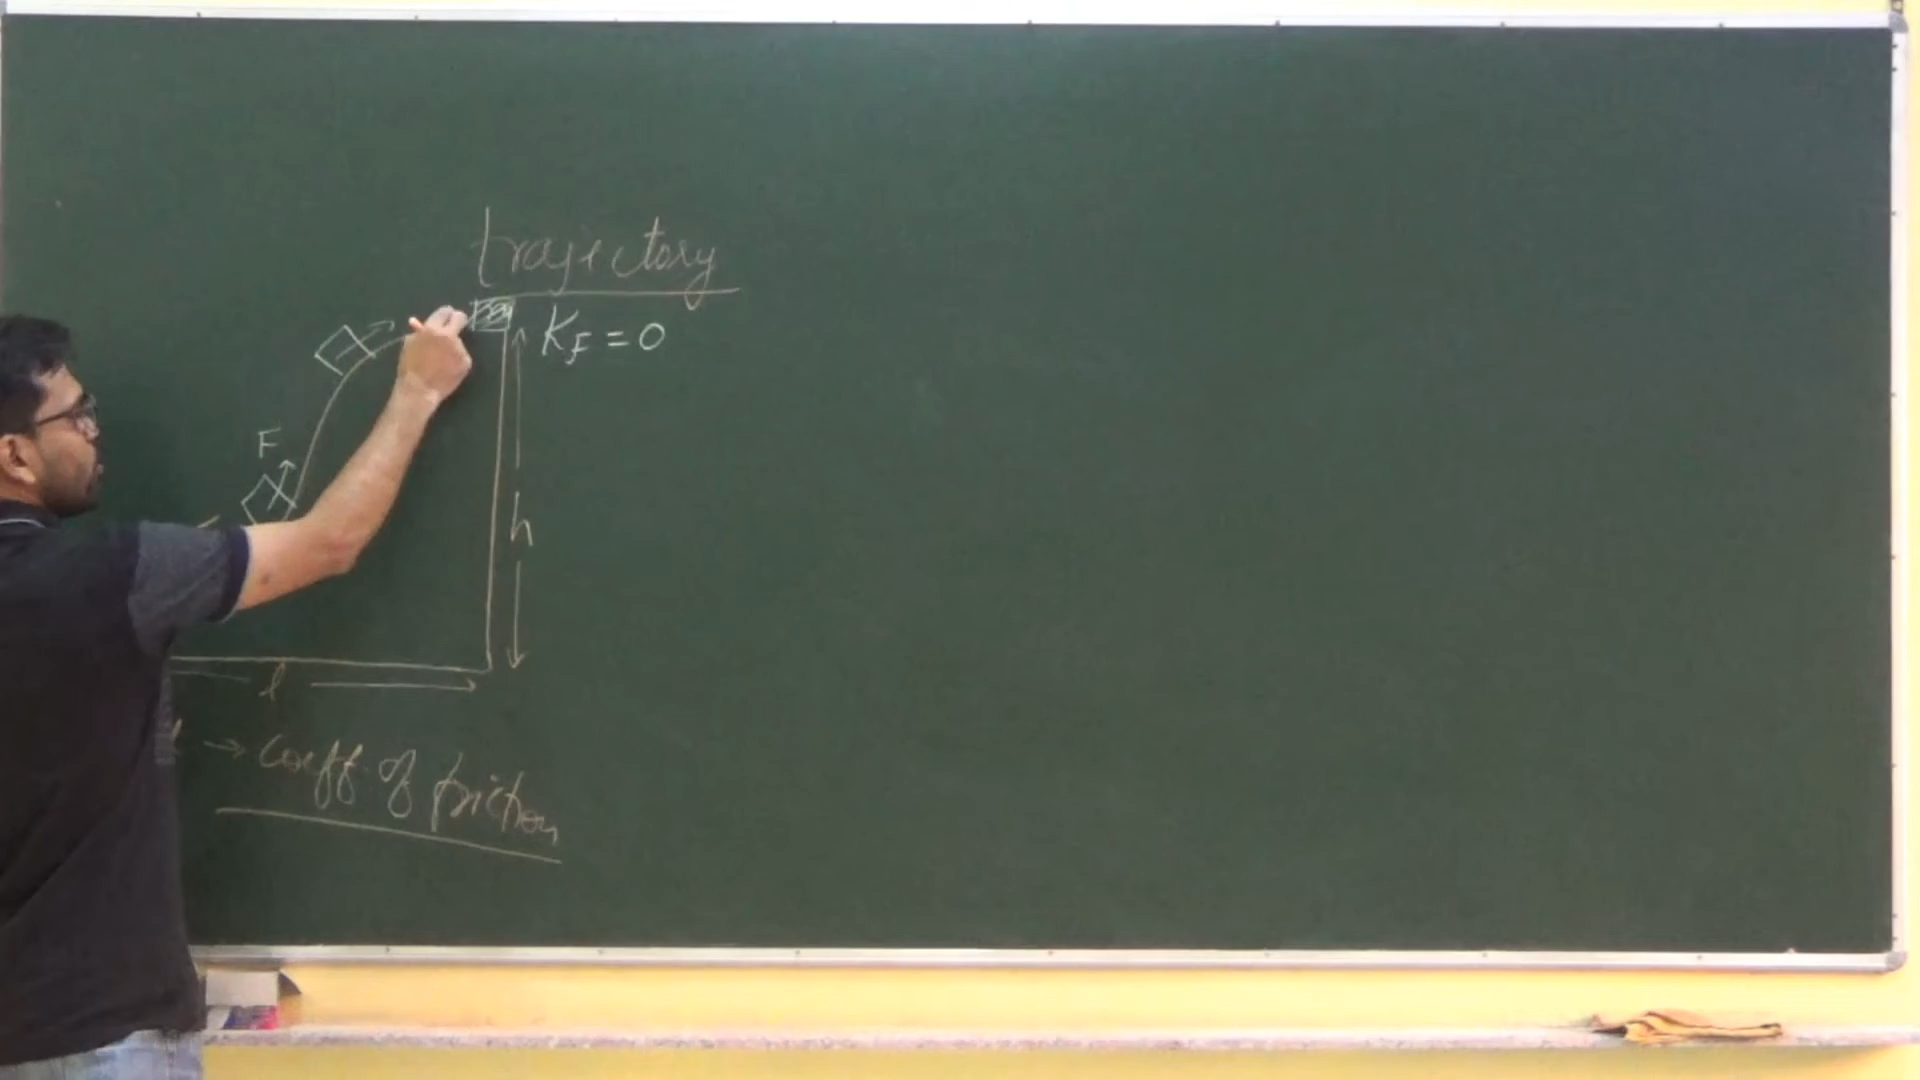 trajectory
K_F = 0
F
h
l
→ coeff. of friction